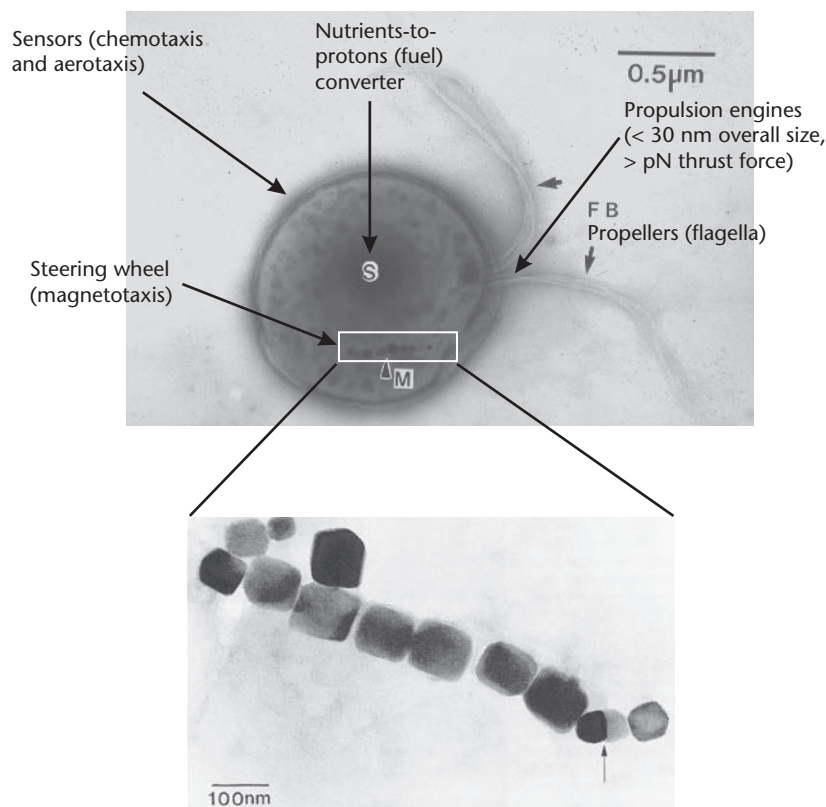 Sensors (chemotaxis
and aerotaxis)
Nutrients-to-
protons (fuel)
converter
0.5μm
Propulsion engines
(< 30 nm overall size,
> pN thrust force)
F B
Propellers (flagella)
S
Steering wheel
(magnetotaxis)
M
100nm